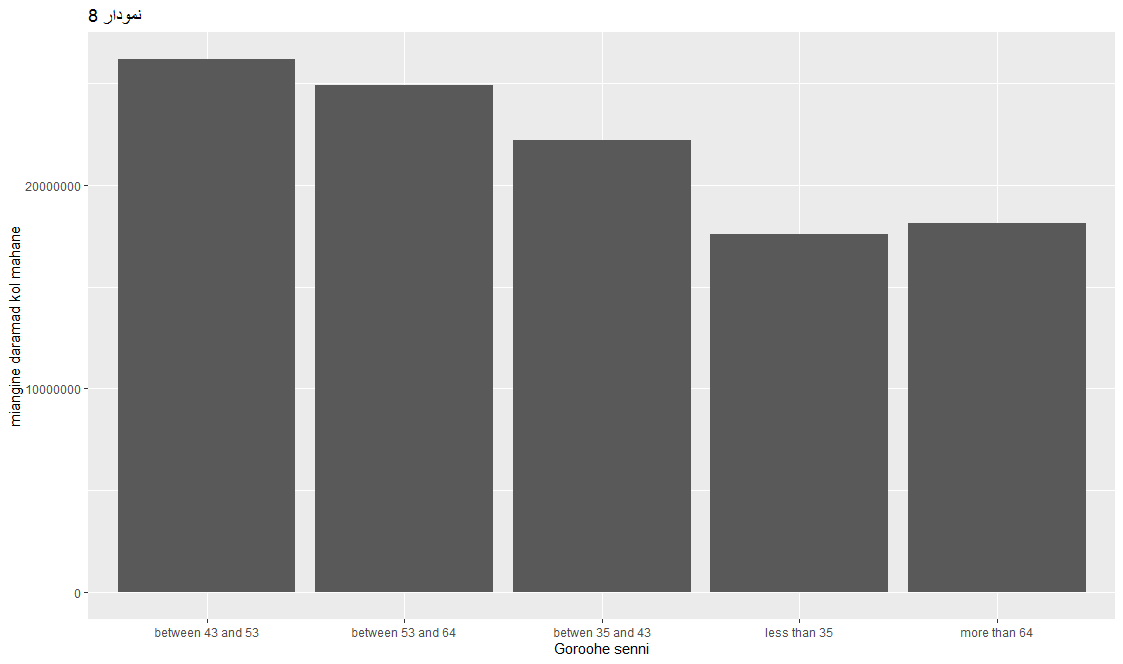 نمودار 8
miangine daramad kol mahane
20000000
10000000
0
between 43 and 53
between 53 and 64
betwen 35 and 43
less than 35
more than 64
Goroohe senni